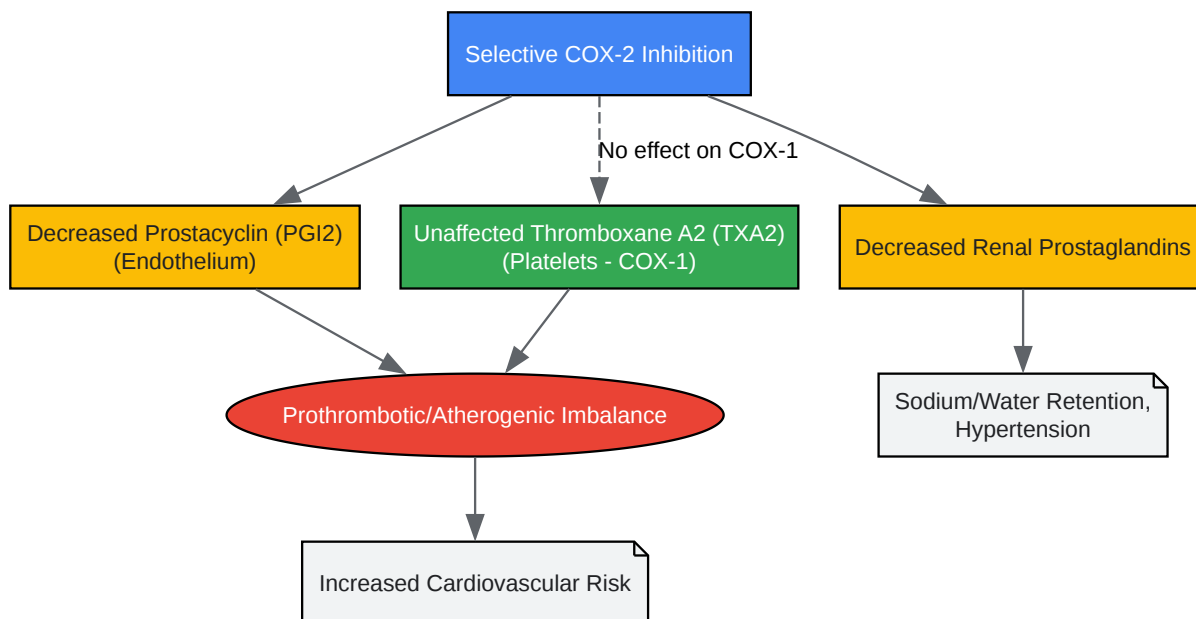 Selective COX-2 Inhibition
No effect on COX-1
Decreased Prostacyclin (PGI2)
(Endothelium)
Unaffected Thromboxane A2 (TXA2)
(Platelets - COX-1)
Decreased Renal Prostaglandins
Prothrombotic/Atherogenic Imbalance
Sodium/Water Retention,
Hypertension
Increased Cardiovascular Risk